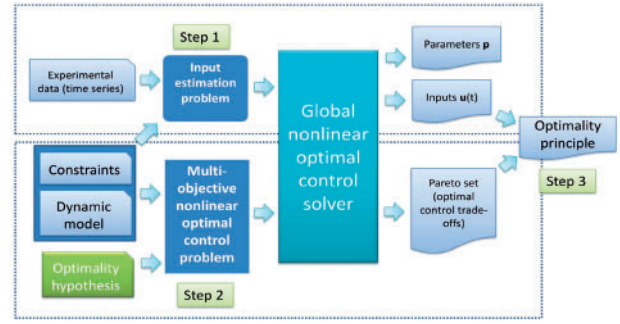 Step 1
Experimental
data (time series)
Input
estimation
problem
Global
nonlinear
optimal
control
solver
Parameters p
Inputs u(t)
Optimality
principle
Step 3
Constraints
Dynamic
model
Optimality
hypothesis
Multi-
objective
nonlinear
optimal
control
problem
Step 2
Pareto set
(optimal
control trade-
offs)